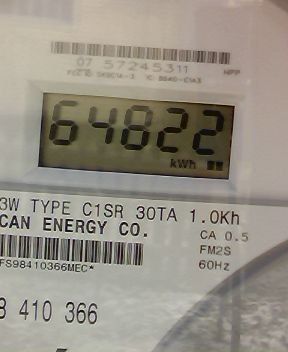 07 57245311
64822
kWh
3W TYPE C1SR 30TA 1.0Kh
CAN ENERGY CO.
CA 0.5
FM2S
60Hz
FS98410366MEC*
8 410 366